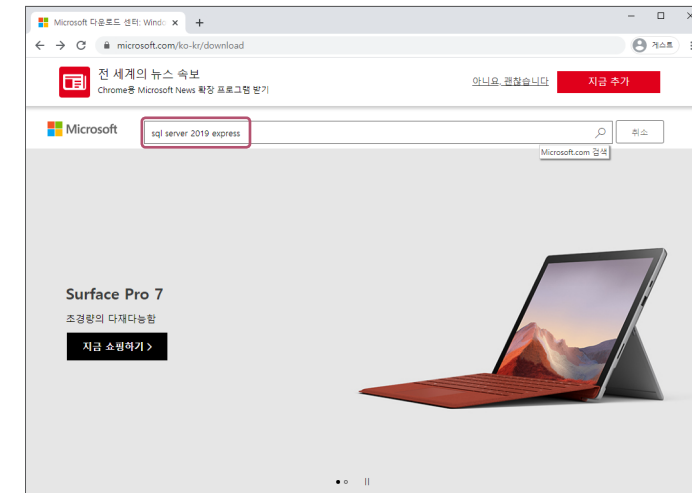 Microsoft 다운로드 센터: Windo
microsoft.com/ko-kr/download
게스트
전 세계의 뉴스 속보
Chrome용 Microsoft News 확장 프로그램 받기
아니요, 괜찮습니다
지금 추가
Microsoft
sql server 2019 express
취소
Microsoft.com 검색
Surface Pro 7
초경량의 다재다능함
지금 쇼핑하기 >